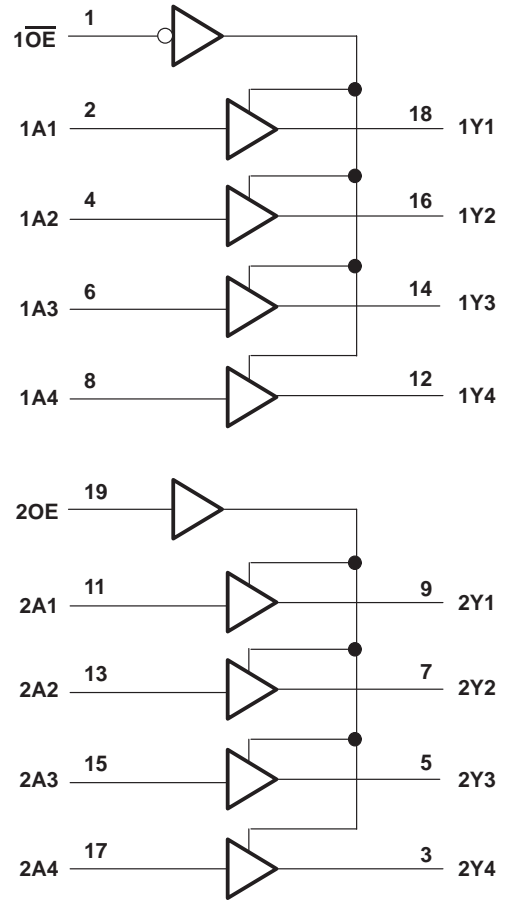 1O̅E̅ 1
1A1 2 18 1Y1
1A2 4 16 1Y2
1A3 6 14 1Y3
1A4 8 12 1Y4
2OE 19
2A1 11 9 2Y1
2A2 13 7 2Y2
2A3 15 5 2Y3
2A4 17 3 2Y4